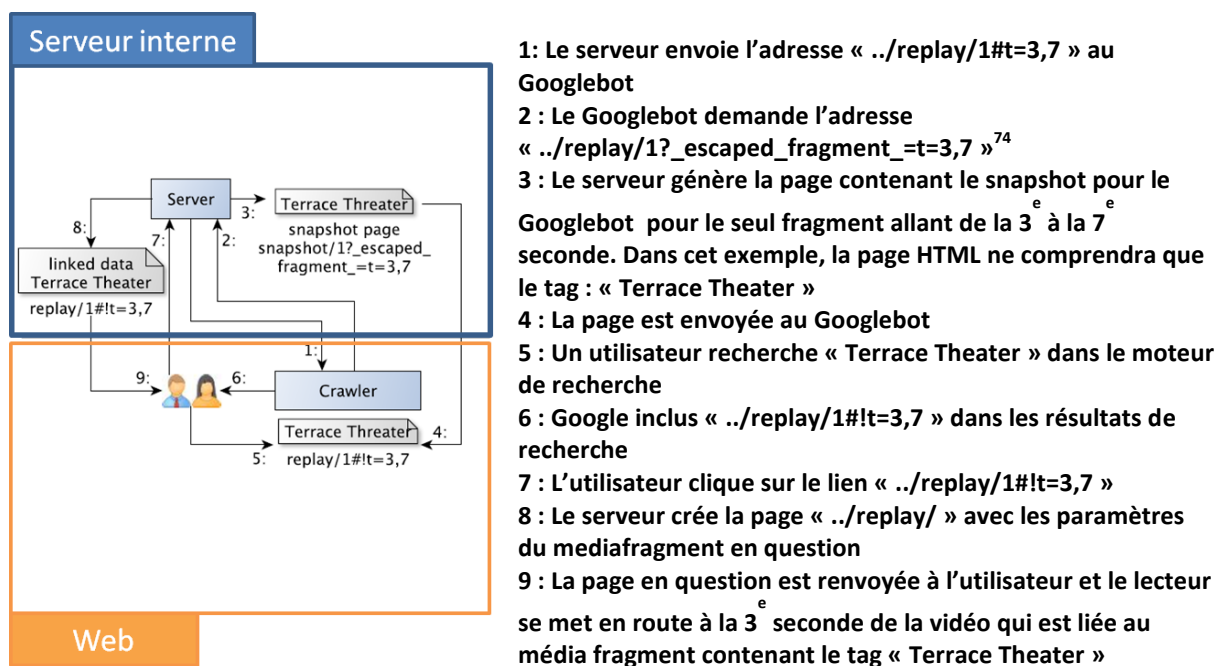 Serveur interne
Server
3:
Terrace Threater
snapshot page
snapshot/1?_escaped_
fragment_=t=3,7
8:
7:
2:
linked data
Terrace Theater
replay/1#!t=3,7
1:
9:
6:
Crawler
Terrace Threater
4:
5:
replay/1#!t=3,7
Web
1: Le serveur envoie l’adresse « ../replay/1#t=3,7 » au
Googlebot
2 : Le Googlebot demande l’adresse
« ../replay/1?_escaped_fragment_=t=3,7 »74
3 : Le serveur génère la page contenant le snapshot pour le
Googlebot pour le seul fragment allant de la 3e à la 7e
seconde. Dans cet exemple, la page HTML ne comprendra que
le tag : « Terrace Theater »
4 : La page est envoyée au Googlebot
5 : Un utilisateur recherche « Terrace Theater » dans le moteur
de recherche
6 : Google inclus « ../replay/1#!t=3,7 » dans les résultats de
recherche
7 : L’utilisateur clique sur le lien « ../replay/1#!t=3,7 »
8 : Le serveur crée la page « ../replay/ » avec les paramètres
du mediafragment en question
9 : La page en question est renvoyée à l’utilisateur et le lecteur
se met en route à la 3e seconde de la vidéo qui est liée au
média fragment contenant le tag « Terrace Theater »